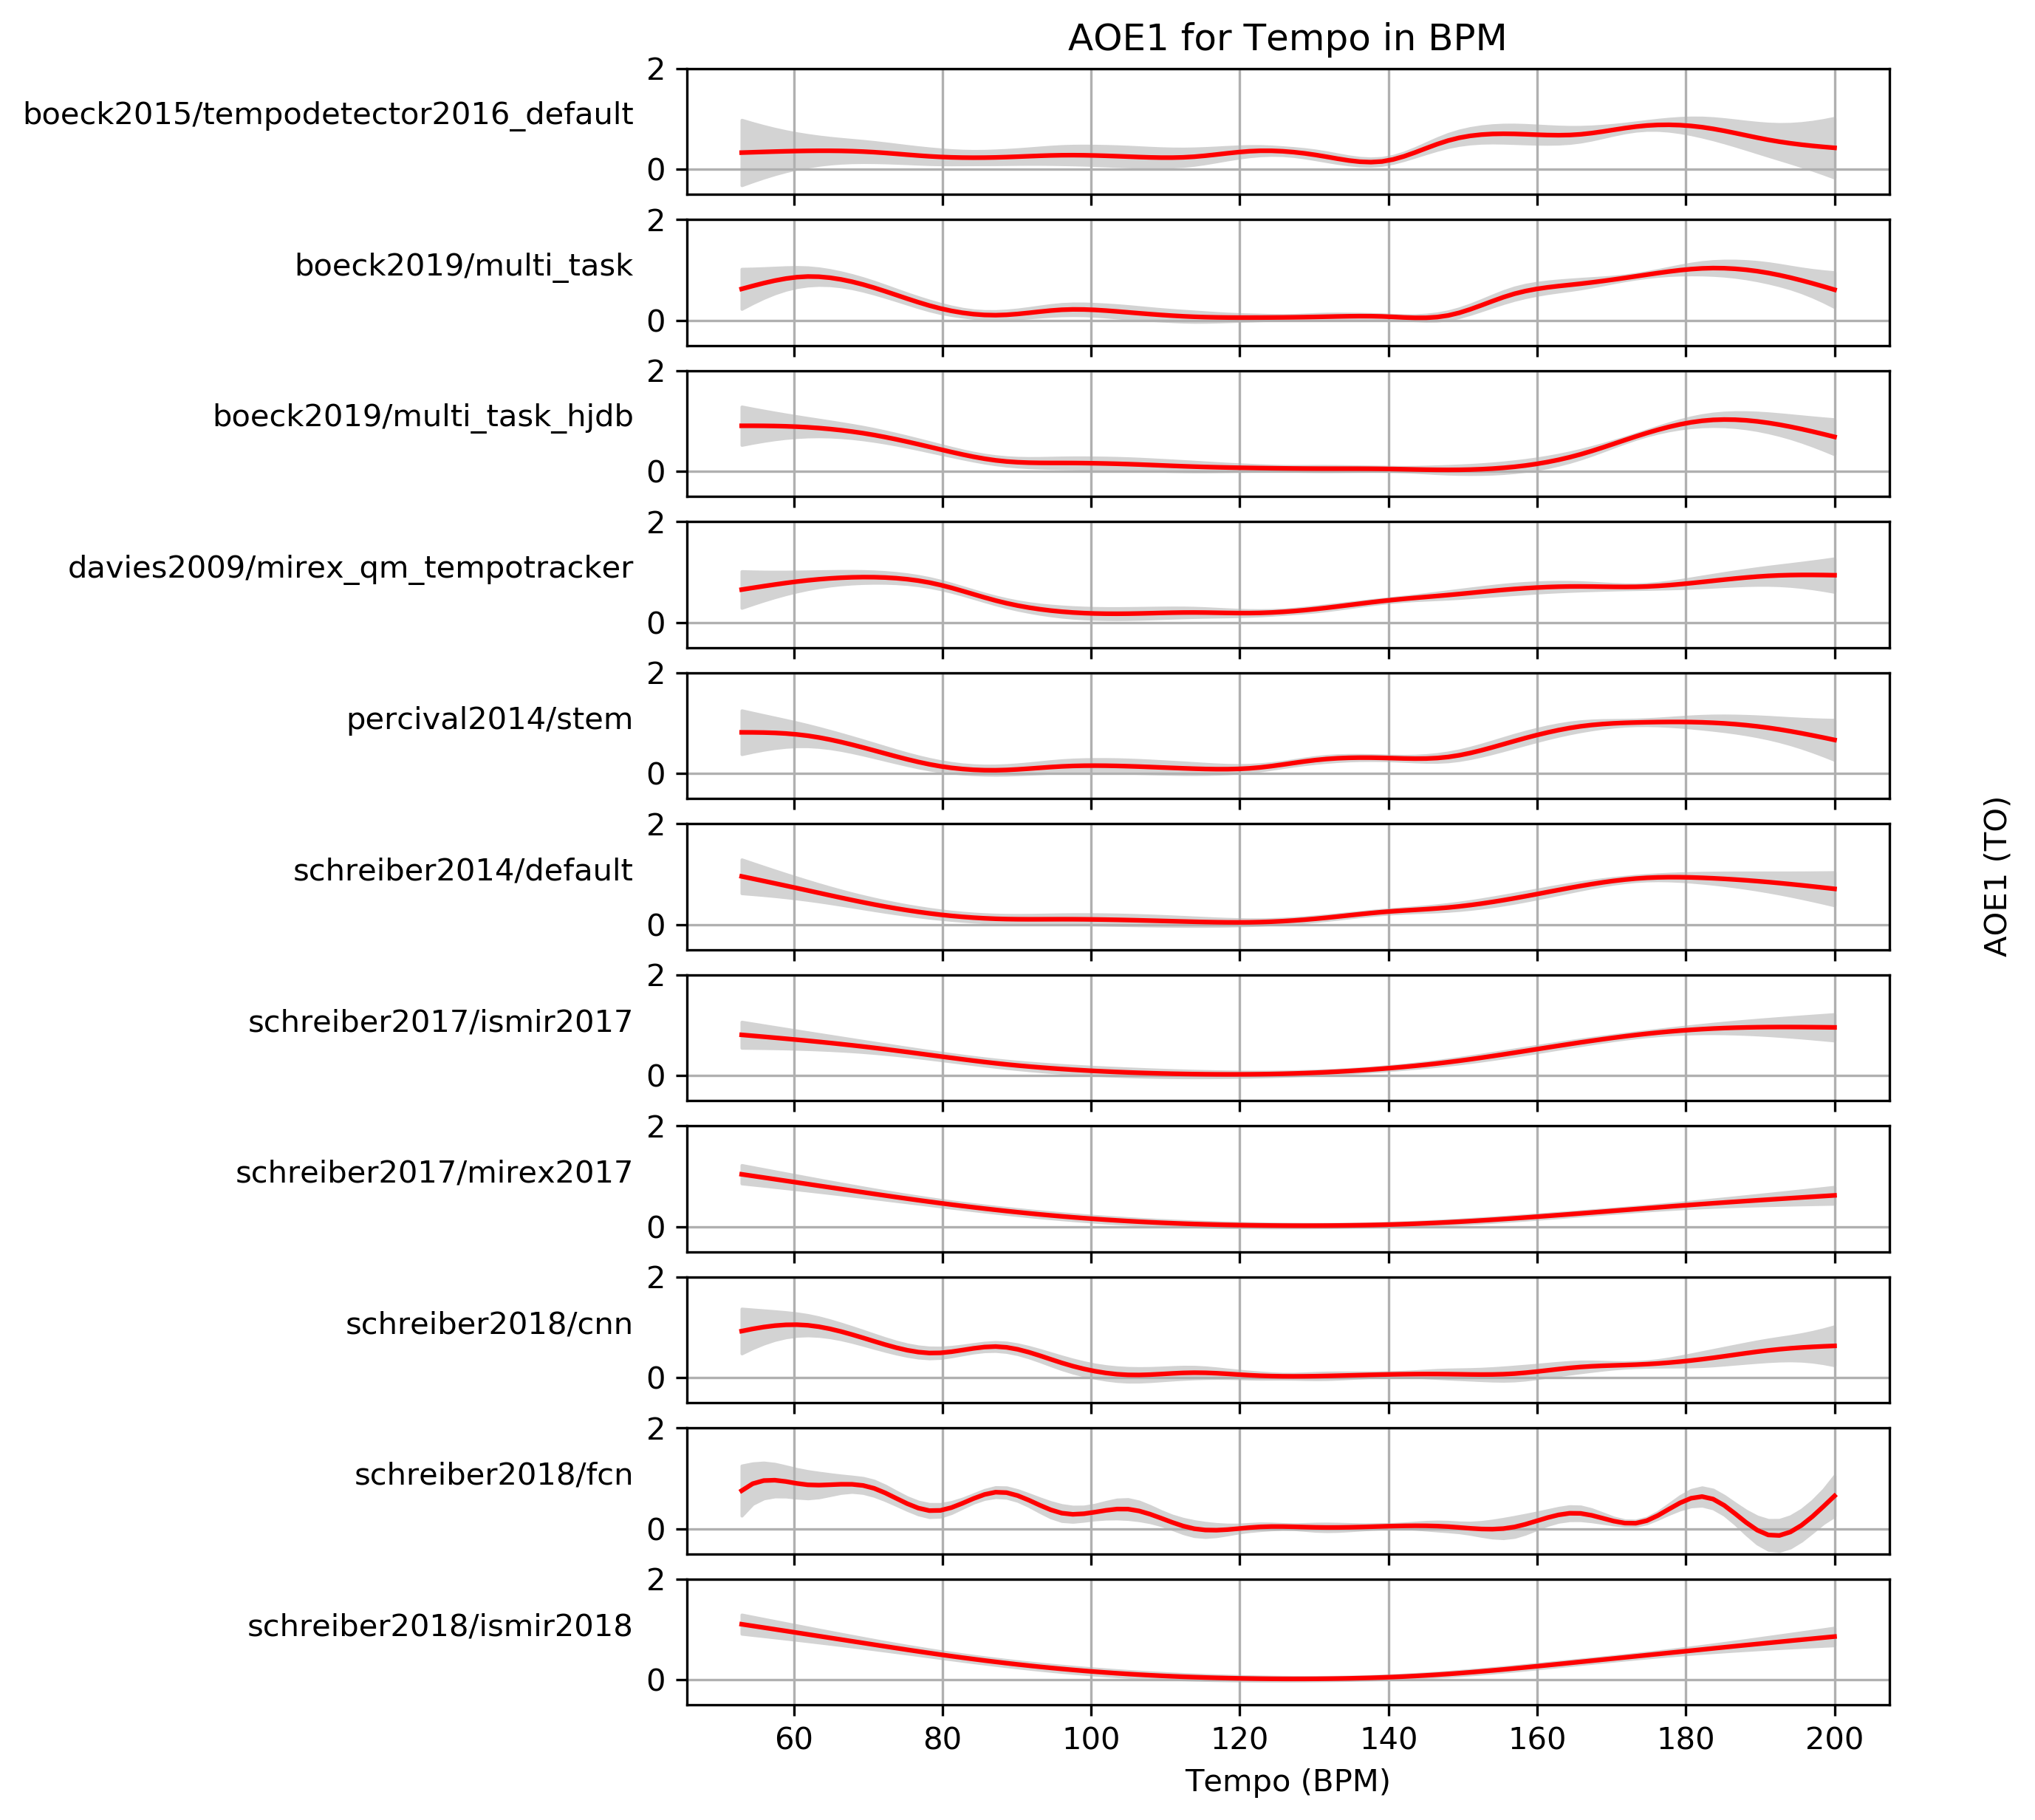 AOE1 for Tempo in BPM
2
boeck2015/tempodetector2016_default
0
2
boeck2019/multi_task
0
2
boeck2019/multi_task_hjdb
0
2
davies2009/mirex_qm_tempotracker
0
2
percival2014/stem
0
2
schreiber2014/default
0
AOE1 (TO)
2
schreiber2017/ismir2017
0
2
schreiber2017/mirex2017
0
2
schreiber2018/cnn
0
2
schreiber2018/fcn
0
2
schreiber2018/ismir2018
0
60 80 100 120 140 160 180 200
Tempo (BPM)